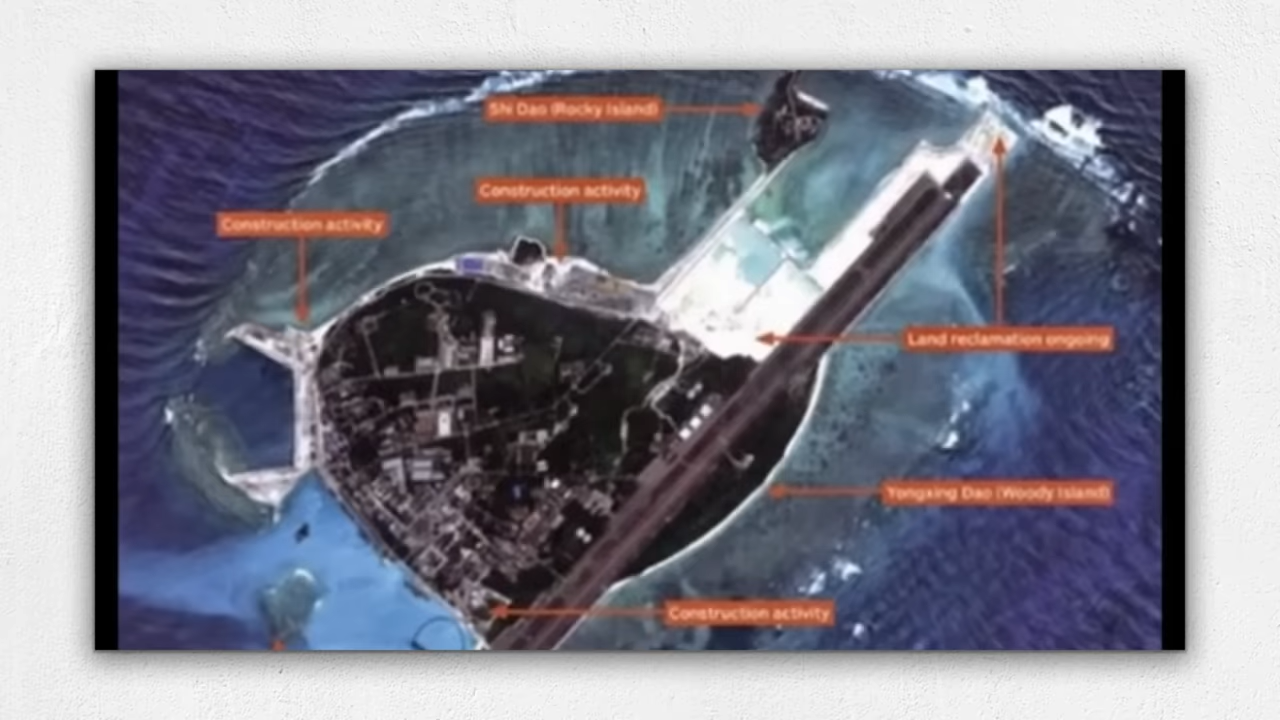 Shi Dao (Rocky Island)
Construction activity
Construction activity
Land reclamation ongoing
Yongxing Dao (Woody Island)
Construction activity